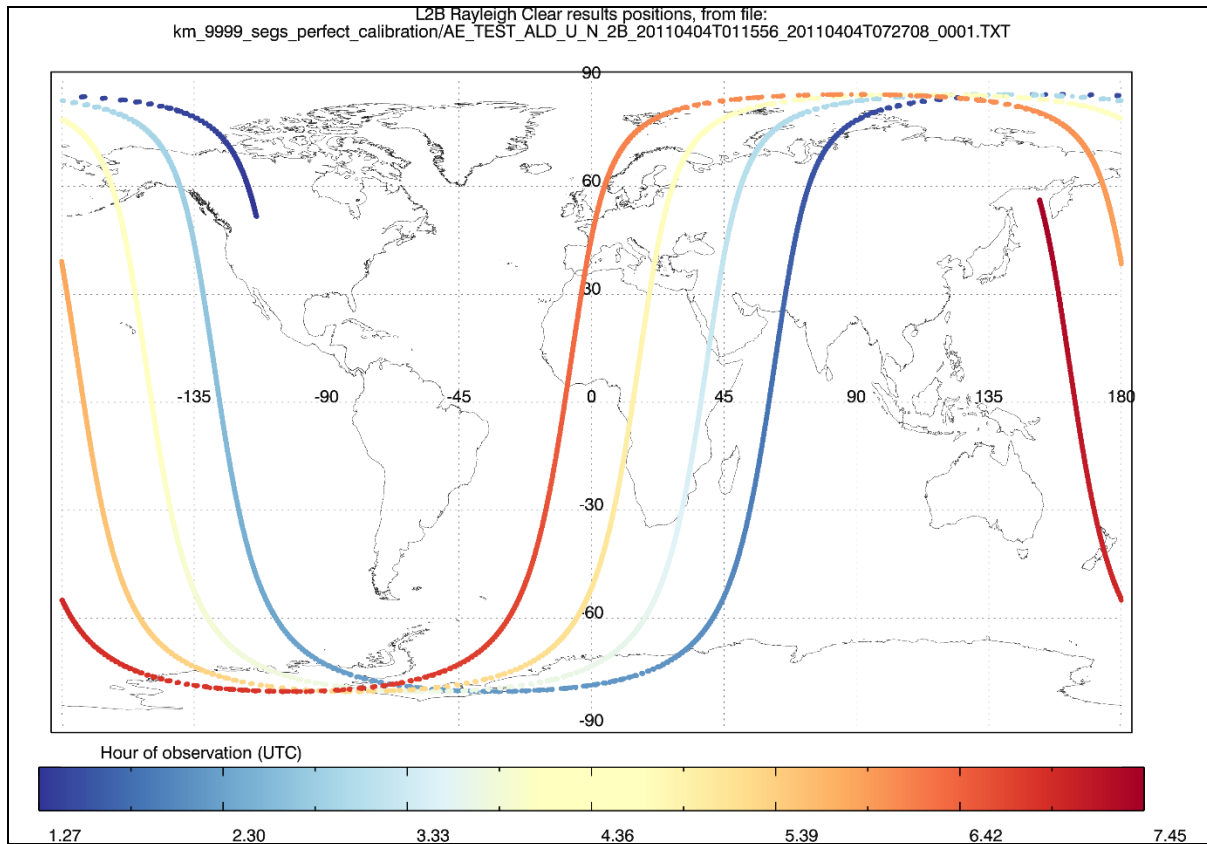 L2B Rayleigh Clear results positions, from file:
km_9999_segs_perfect_calibration/AE_TEST_ALD_U_N_2B_20110404T011556_20110404T072708_0001.TXT
90
60
30
-135 -90 -45 0 45 90 135 180
-30
-60
-90
Hour of observation (UTC)
1.27 2.30 3.33 4.36 5.39 6.42 7.45